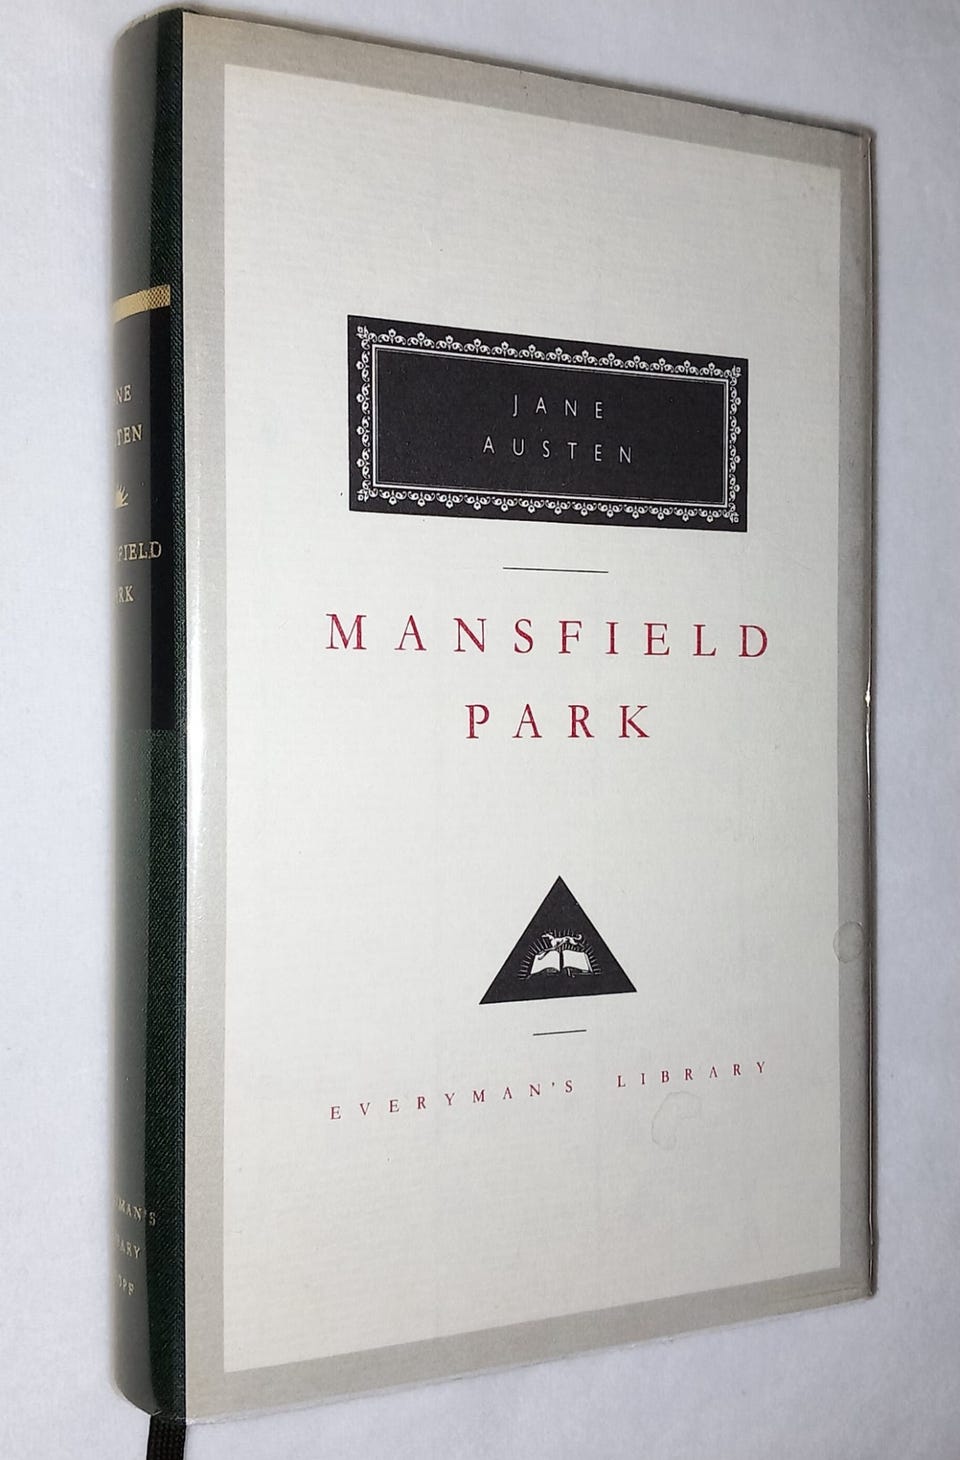 JANE
AUSTEN
MANSFIELD
PARK
EVERYMAN'S LIBRARY